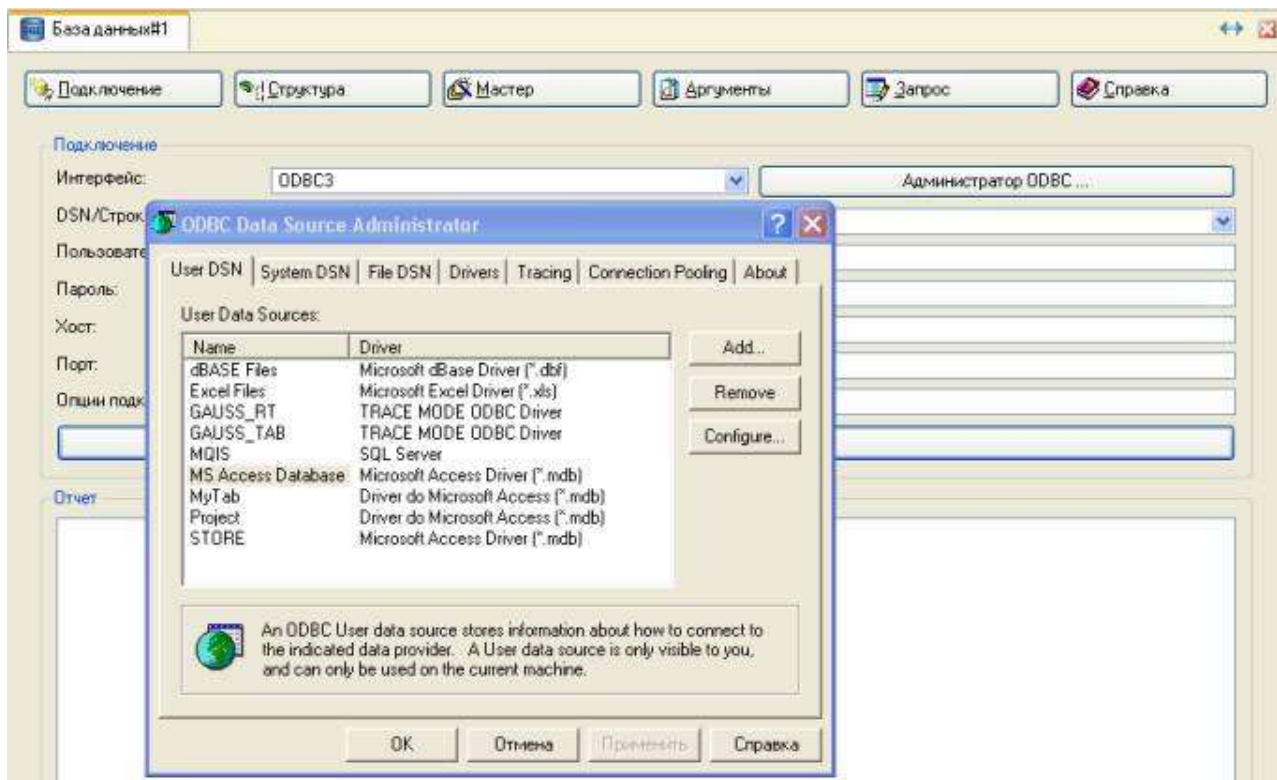 База данных#1
Подключение
Структура
Мастер
Аргументы
Запрос
Справка
Подключение
Интерфейс:
ODBC3
Администратор ODBC ...
DSN/Строк
Пользовате
Пароль:
Хост:
Порт:
Опции подк
Отчет
ODBC Data Source Administrator
User DSN
System DSN
File DSN
Drivers
Tracing
Connection Pooling
About
User Data Sources:
Name Driver
dBASE Files Microsoft dBase Driver (*.dbf)
Excel Files Microsoft Excel Driver (*.xls)
GAUSS_RT TRACE MODE ODBC Driver
GAUSS_TAB TRACE MODE ODBC Driver
MQIS SQL Server
MS Access Database Microsoft Access Driver (*.mdb)
MyTab Driver do Microsoft Access (*.mdb)
Project Driver do Microsoft Access (*.mdb)
STORE Microsoft Access Driver (*.mdb)
Add...
Remove
Configure...
An ODBC User data source stores information about how to connect to
the indicated data provider. A User data source is only visible to you,
and can only be used on the current machine.
OK
Отмена
Применить
Справка